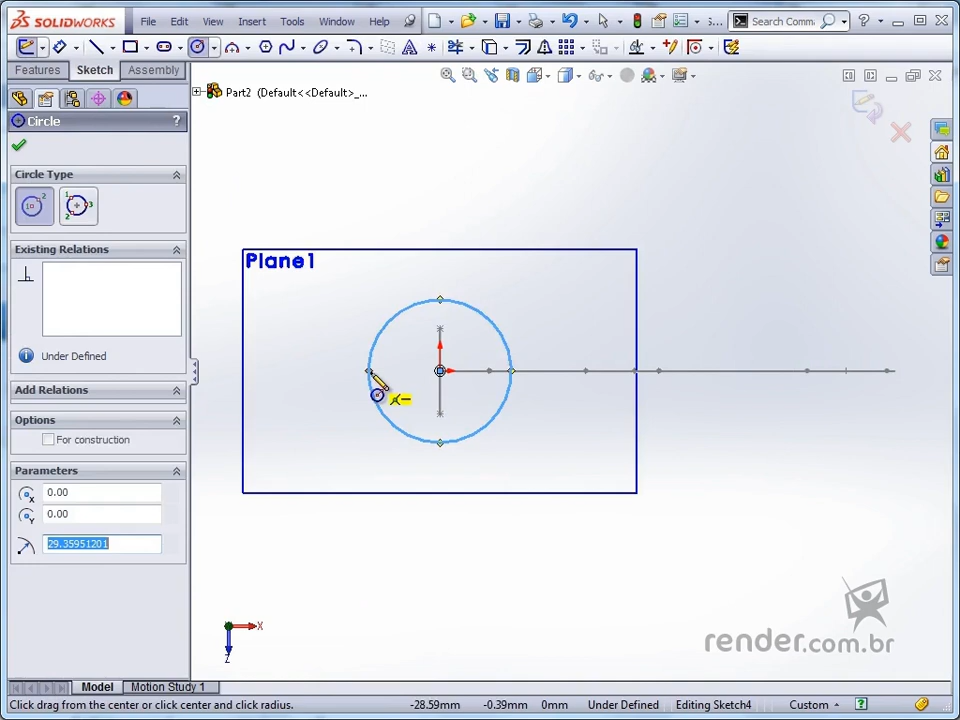 SOLIDWORKS File Edit View Insert Tools Window Help S... Search Comma
Features Sketch Assembly
Part2 (Default<<Default>_...
Circle ?
Circle Type
Existing Relations
Under Defined
Add Relations
Options
For construction
Parameters
0.00
0.00
29.35951201
Plane1
X
Z
render.com.br
Model Motion Study 1
Click drag from the center or click center and click radius. -28.59mm -0.39mm 0mm Under Defined Editing Sketch4 Custom